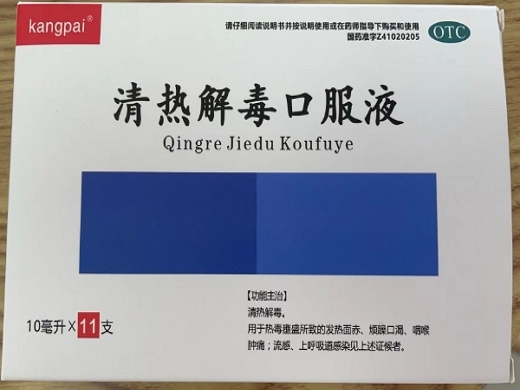 kangpai
请仔细阅读说明书并按说明使用或在药师指导下购买和使用
国药准字Z41020205
OTC
清热解毒口服液
Qingre Jiedu Koufuye
【功能主治】
清热解毒。
用于热毒壅盛所致的发热面赤、烦躁口渴、咽喉
肿痛；流感、上呼吸道感染见上述证候者。
10毫升×11支